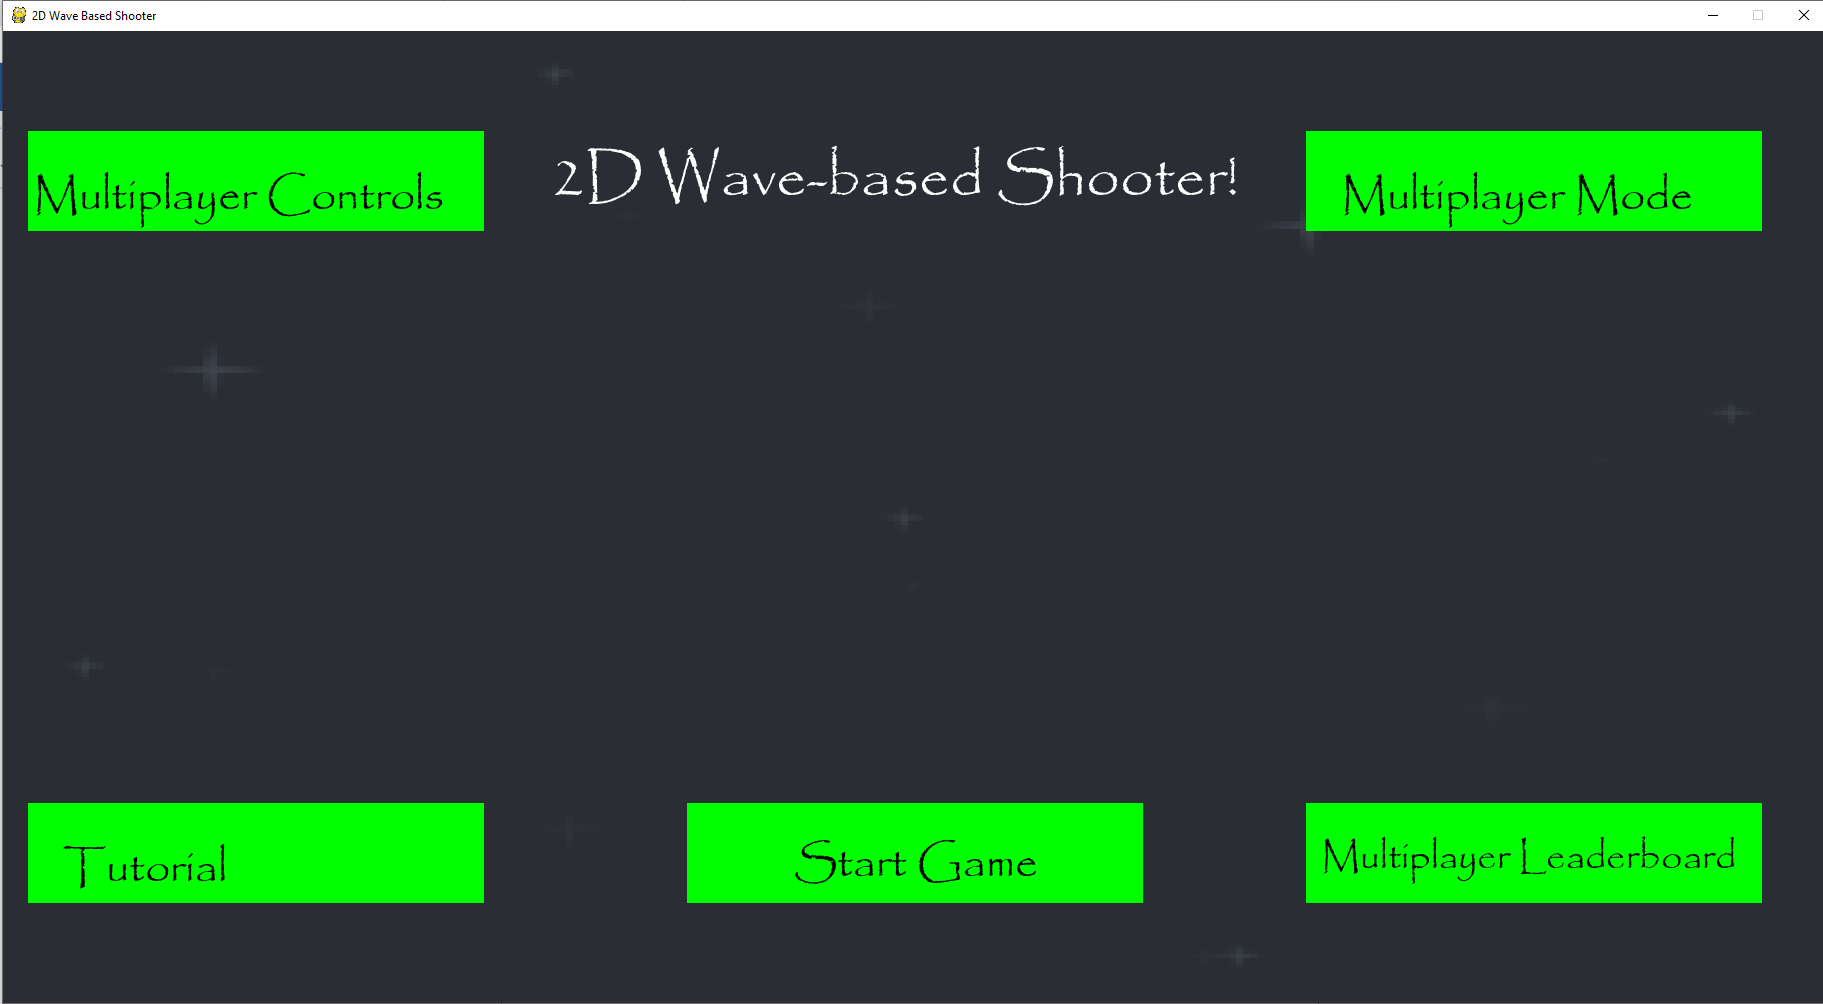 2D Wave Based Shooter
Multiplayer Controls
2D Wave-based Shooter!
Multiplayer Mode
Tutorial
Start Game
Multiplayer Leaderboard